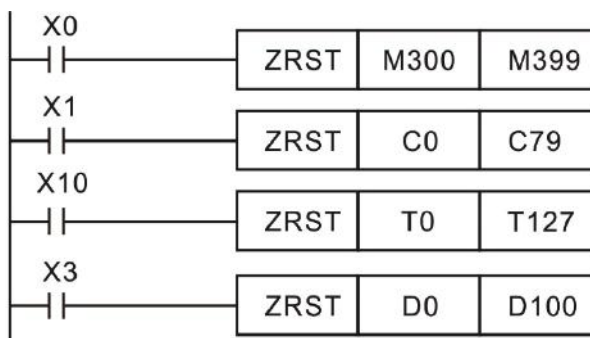 X0
ZRST M300 M399
X1
ZRST C0 C79
X10
ZRST T0 T127
X3
ZRST D0 D100